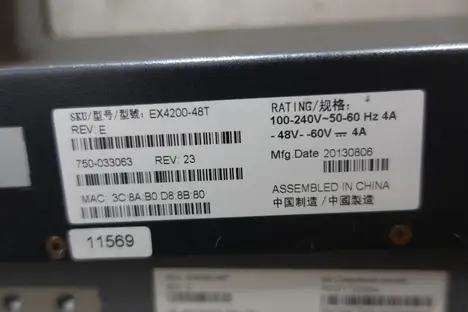 SKU/型号/型號: EX4200-48T
REV: E
750-033063 REV: 23
MAC: 3C:8A:B0:D8:8B:80
RATING/规格:
100-240V~50-60 Hz 4A
- 48V- -60V ⎓ 4A
Mfg.Date 20130806
ASSEMBLED IN CHINA
中国制造 / 中國製造
11569